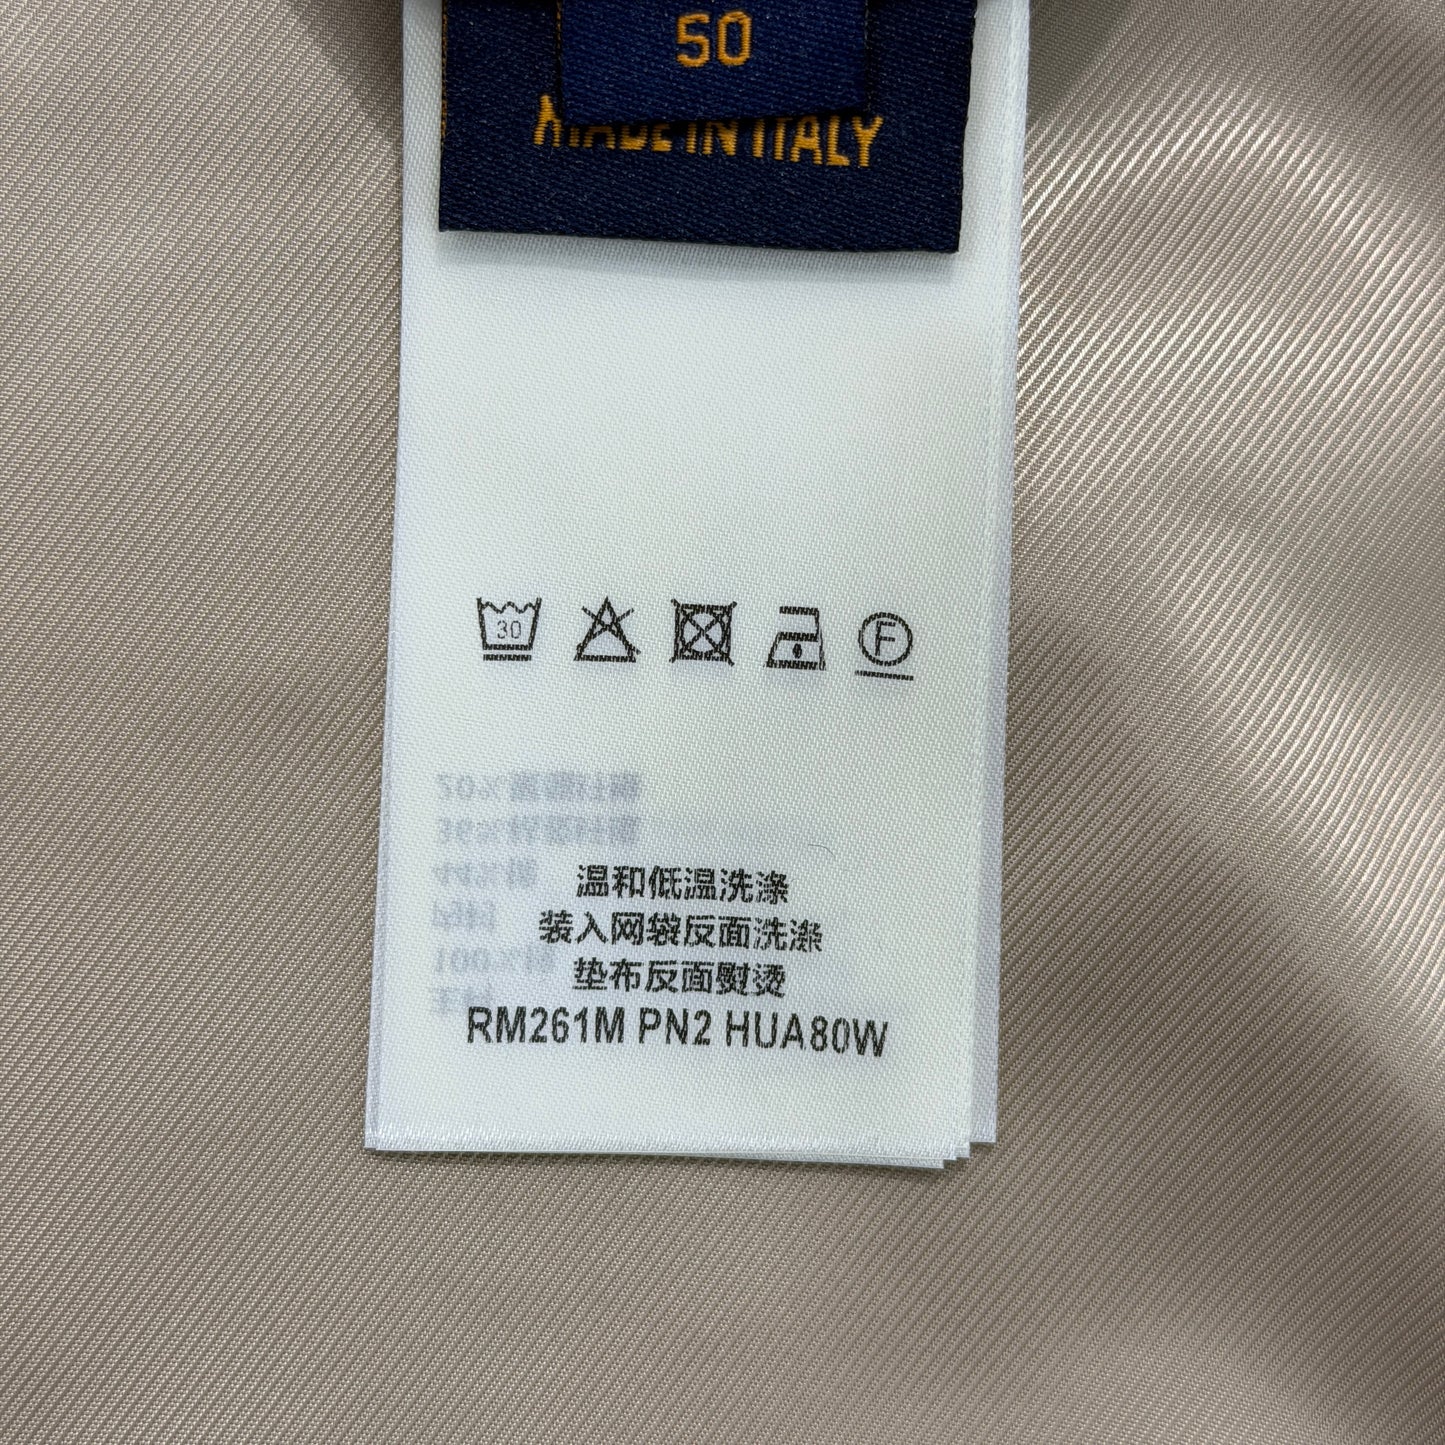 50
MADE IN ITALY
30
F
温和低温洗涤
装入网袋反面洗涤
垫布反面熨烫
RM261M PN2 HUA80W